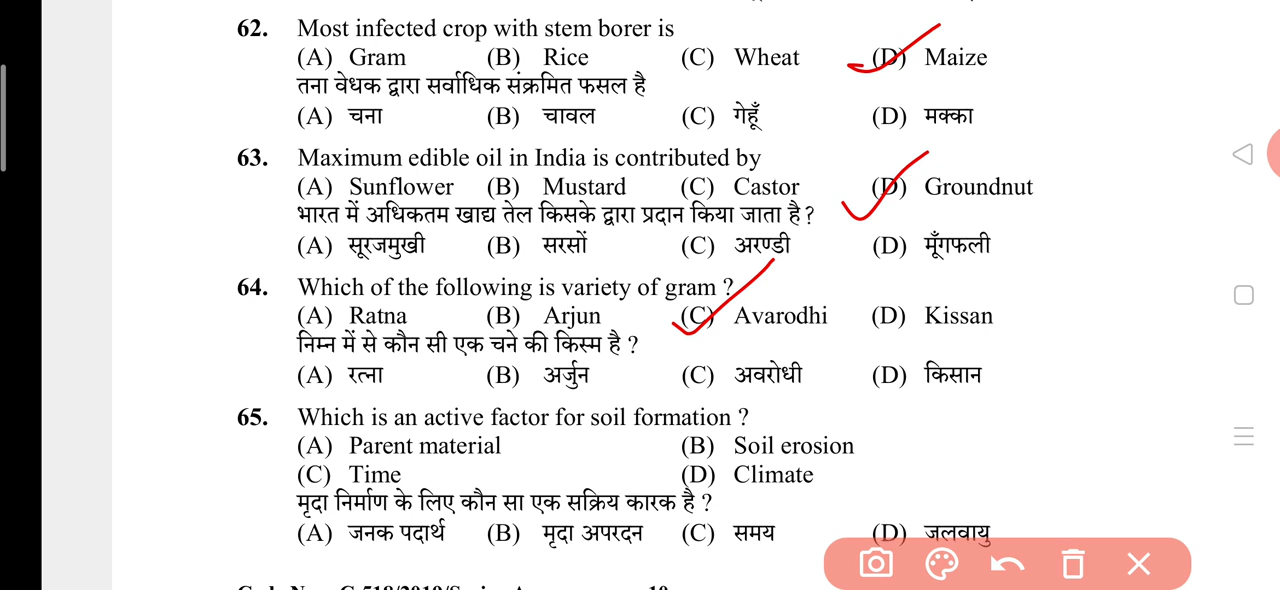 62. Most infected crop with stem borer is
(A) Gram (B) Rice (C) Wheat (D) Maize
तना वेधक द्वारा सर्वाधिक संक्रमित फसल है
(A) चना (B) चावल (C) गेहूँ (D) मक्का
63. Maximum edible oil in India is contributed by
(A) Sunflower (B) Mustard (C) Castor (D) Groundnut
भारत में अधिकतम खाद्य तेल किसके द्वारा प्रदान किया जाता है?
(A) सूरजमुखी (B) सरसों (C) अरण्डी (D) मूँगफली
64. Which of the following is variety of gram ?
(A) Ratna (B) Arjun (C) Avarodhi (D) Kissan
निम्न में से कौन सी एक चने की किस्म है ?
(A) रत्ना (B) अर्जुन (C) अवरोधी (D) किसान
65. Which is an active factor for soil formation ?
(A) Parent material (B) Soil erosion
(C) Time (D) Climate
मृदा निर्माण के लिए कौन सा एक सक्रिय कारक है ?
(A) जनक पदार्थ (B) मृदा अपरदन (C) समय (D) जलवायु